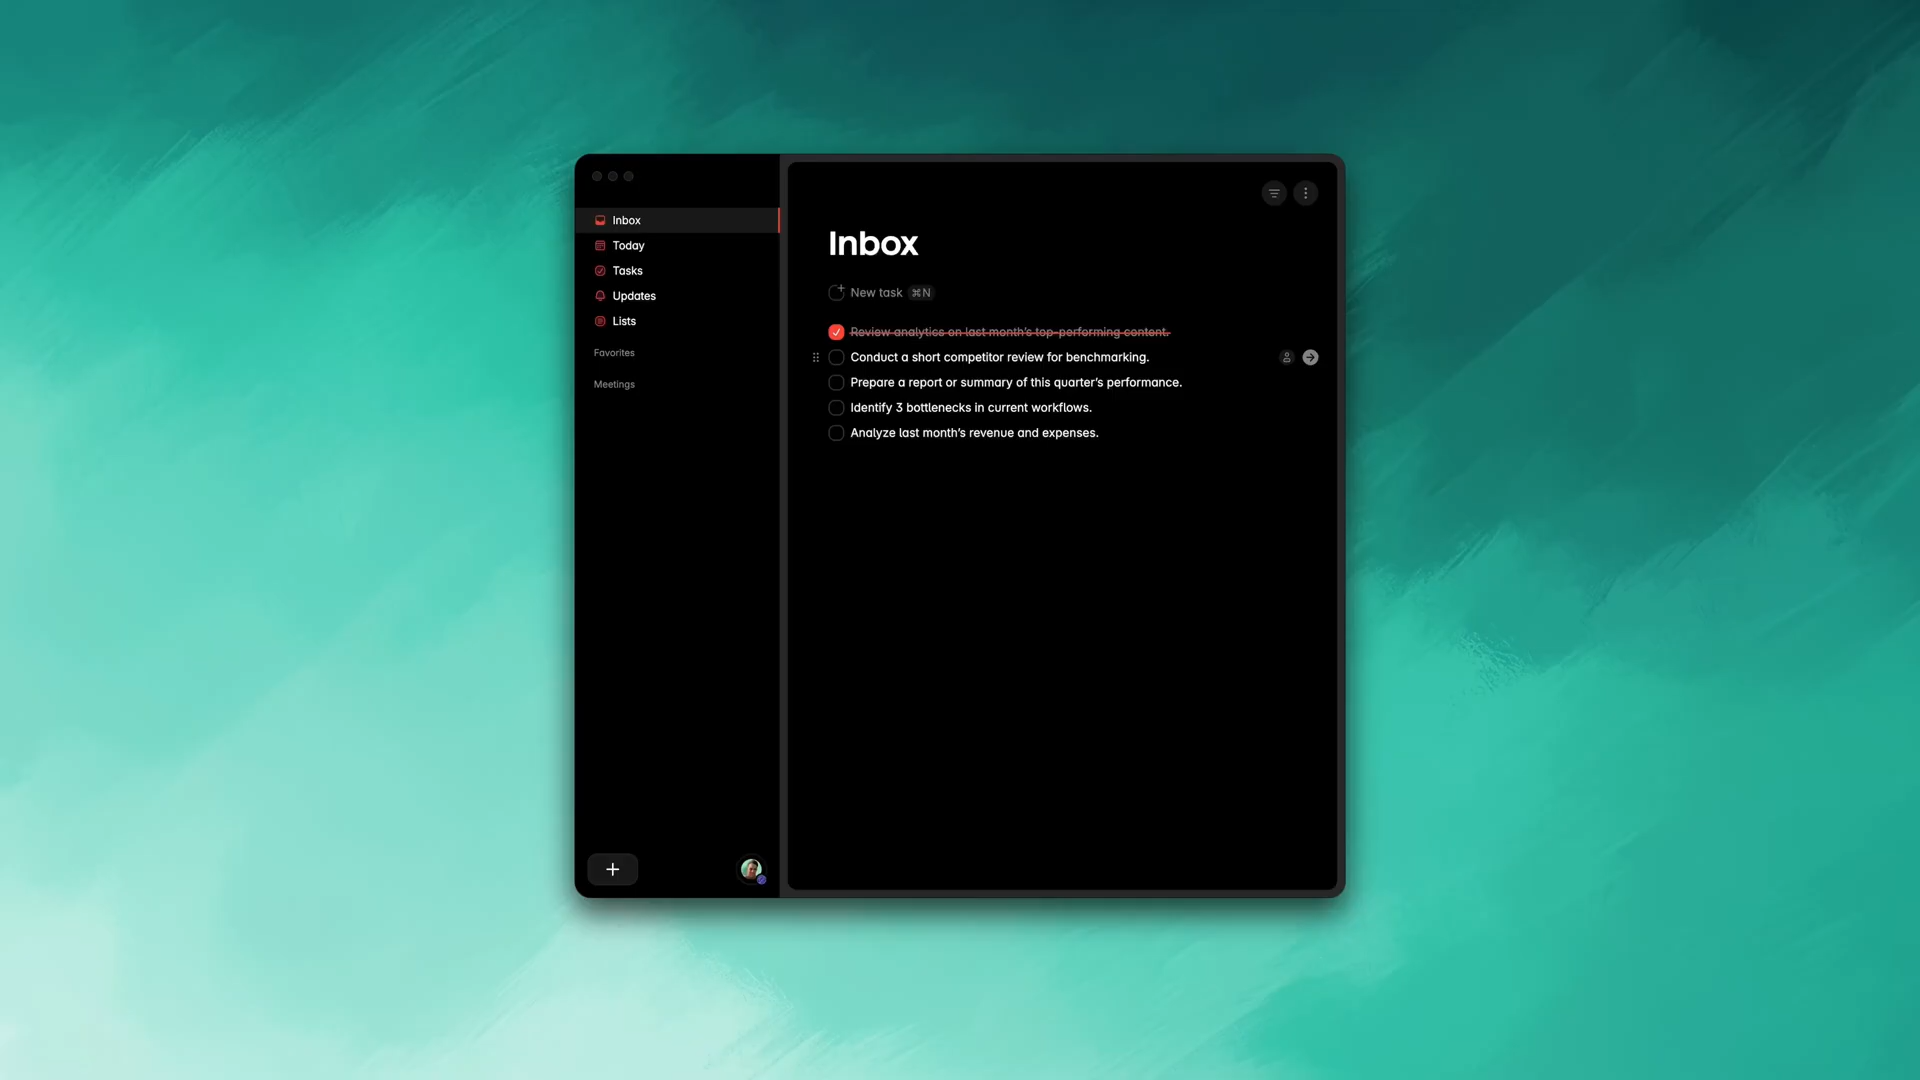 Inbox
Today
Tasks
Updates
Lists
Favorites
Meetings
Inbox
New task ⌘N
Review analytics on last month’s top-performing content.
Conduct a short competitor review for benchmarking.
Prepare a report or summary of this quarter’s performance.
Identify 3 bottlenecks in current workflows.
Analyze last month’s revenue and expenses.